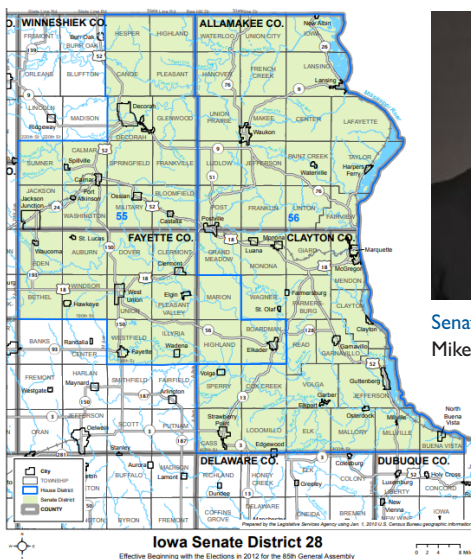 WINNESHIEK CO.
ALLAMAKEE CO.
FREMONT
Burr Oak
BURR OAK
HESPER
HIGHLAND
WATERLOO
UNION CITY
New Albin
IOWA
ORLEANS
BLUFFTON
CANOE
PLEASANT
HANOVER
FRENCH CREEK
LANSING
Lansing
LINCOLN
Ridgeway
MADISON
Decorah
DECORAH
GLENWOOD
UNION PRAIRIE
MAKEE
Waukon
CENTER
LAFAYETTE
Mississippi River
SUMNER
CALMAR
Spillville
Calmar
SPRINGFIELD
FRANKVILLE
LUDLOW
JEFFERSON
PAINT CREEK
Waterville
TAYLOR
Harpers Ferry
JACKSON
Jackson Junction
Fort Atkinson
WASHINGTON
Ossian
MILITARY
BLOOMFIELD
Castalia
55
POST
Postville
FRANKLIN
LINTON
56
FAIRVIEW
FAYETTE CO.
CLAYTON CO.
St. Lucas
Waucoma
EDEN
AUBURN
DOVER
CLERMONT
Clermont
GRAND MEADOW
Luana
Monona
MONONA
GIARD
Marquette
McGregor
MENDON
BETHEL
WINDSOR
Hawkeye
West Union
UNION
Elgin
PLEASANT VALLEY
MARION
WAGNER
St. Olaf
Farmersburg
FARMERSBURG
CLAYTON
Clayton
BANKS
Randalia
CENTER
WESTFIELD
Fayette
ILLYRIA
Wadena
HIGHLAND
BOARDMAN
Elkader
READ
GARNAVILLO
Garnavillo
FREMONT
Westgate
HARLAN
Maynard
SMITHFIELD
FAIRFIELD
Arlington
Volga
SPERRY
COX CREEK
VOLGA
Elkport
Garber
Guttenberg
JEFFERSON
ORAN
JEFFERSON
Oelwein
SCOTT
PUTNAM
Stanley
Strawberry Point
CASS
LODOMILLO
Edgewood
ELK
MALLORY
Osterdock
Millville
MILLVILLE
North Buena Vista
BUENA VISTA
DELAWARE CO.
DUBUQUE CO.
Aurora
BUFFALO
MADISON
Lamont
RICHLAND
Dundee
HONEY CREEK
ELK
Greeley
Colesburg
COLONY
Luxemburg
LIBERTY
Holy Cross
CONCORD
BYRON
FREMONT
COFFINS GROVE
DELAWARE
ONEIDA
BREMEN
New Vienna
IOWA
City
TOWNSHIP
House District
Senate District
COUNTY
Prepared by the Legislative Services Agency using Jan. 1, 2010 U.S. Census Bureau geographic information
Iowa Senate District 28
Effective Beginning with the Elections in 2012 for the 85th General Assembly
Mike